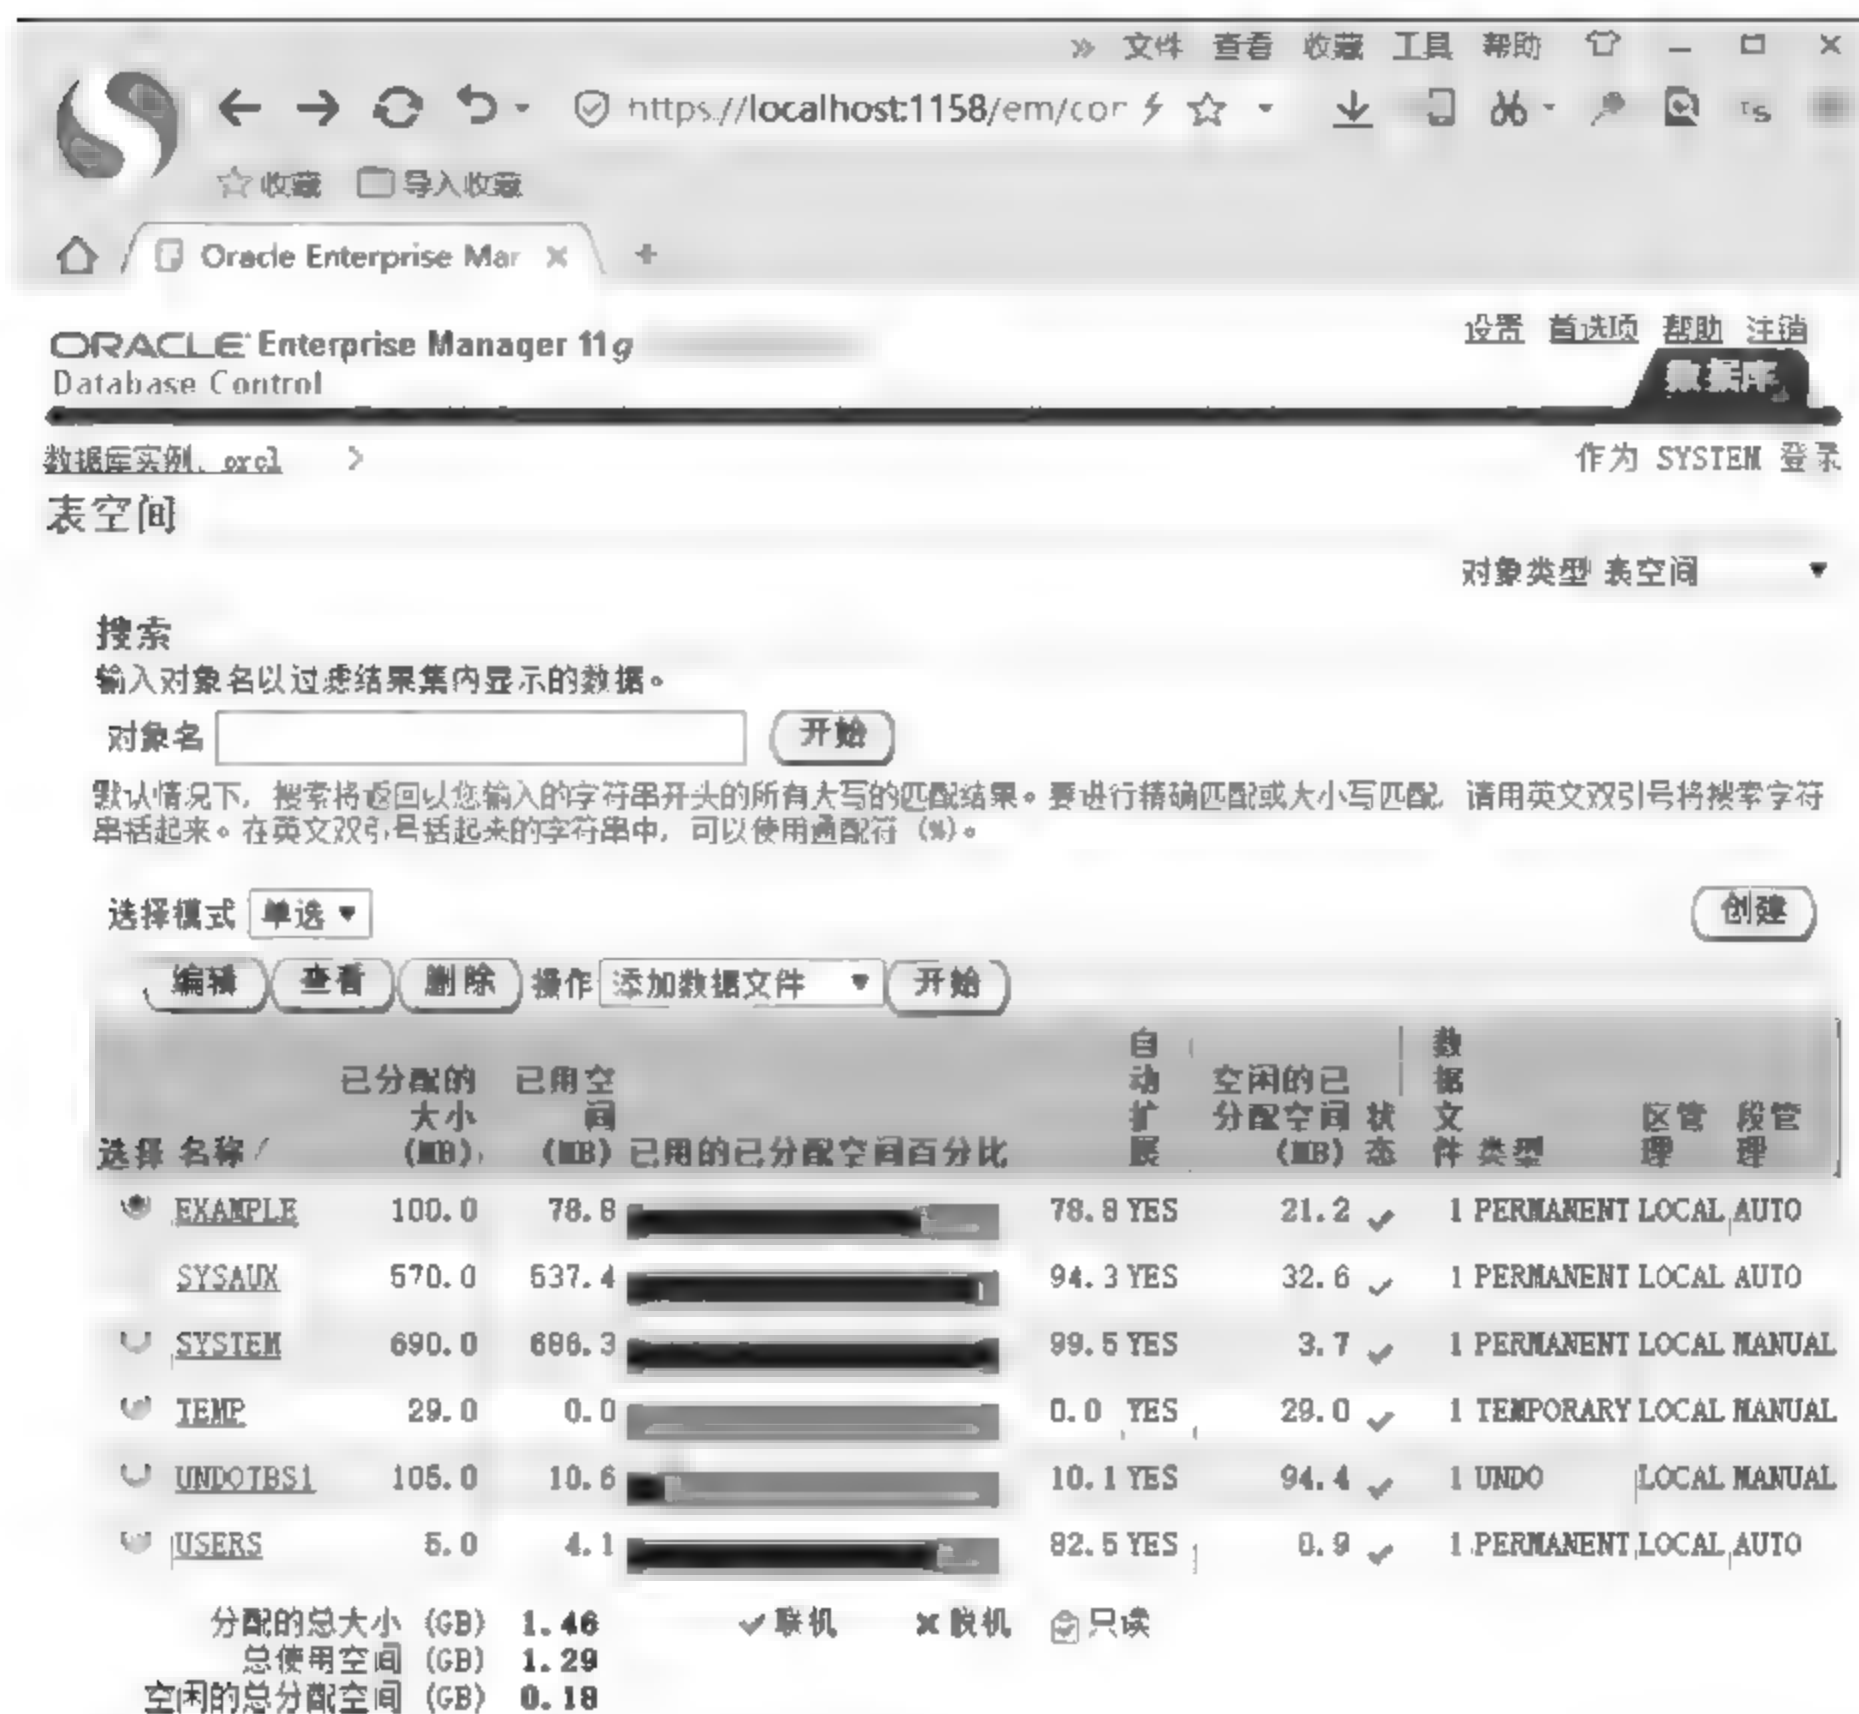 » 文件 查看 收藏 工具 帮助
https://localhost:1158/em/cor
收藏 导入收藏
Oracle Enterprise Mar × +
ORACLE Enterprise Manager 11g
Database Control
设置 首选项 帮助 注销
数据库
数据库实例: orcl >
作为 SYSTEM 登录
表空间
对象类型 表空间
搜索
输入对象名以过滤结果集内显示的数据。
对象名 开始
默认情况下, 搜索将返回以您输入的字符串开头的所有大写的匹配结果。要进行精确匹配或大小写匹配, 请用英文双引号将搜索字符
串括起来。在英文双引号括起来的字符串中, 可以使用通配符 (%)。
选择模式 单选 创建
编辑 查看 删除 操作 添加数据文件 开始
选择 名称 已分配的大小 (MB) 已用空间 (MB) 已用的已分配空间百分比 自动扩展 空闲的已分配空间 (MB) 状态 数据文件 类型 区管理 段管理
EXAMPLE 100.0 78.8 78.8 YES 21.2 ✓ 1 PERMANENT LOCAL AUTO
SYSAUX 570.0 537.4 94.3 YES 32.6 ✓ 1 PERMANENT LOCAL AUTO
SYSTEM 690.0 686.3 99.5 YES 3.7 ✓ 1 PERMANENT LOCAL MANUAL
TEMP 29.0 0.0 0.0 YES 29.0 ✓ 1 TEMPORARY LOCAL MANUAL
UNDOTBS1 105.0 10.6 10.1 YES 94.4 ✓ 1 UNDO LOCAL MANUAL
USERS 5.0 4.1 82.5 YES 0.9 ✓ 1 PERMANENT LOCAL AUTO
分配的总大小 (GB) 1.46 ✓联机 ×脱机 只读
总使用空间 (GB) 1.29
空闲的总分配空间 (GB) 0.18